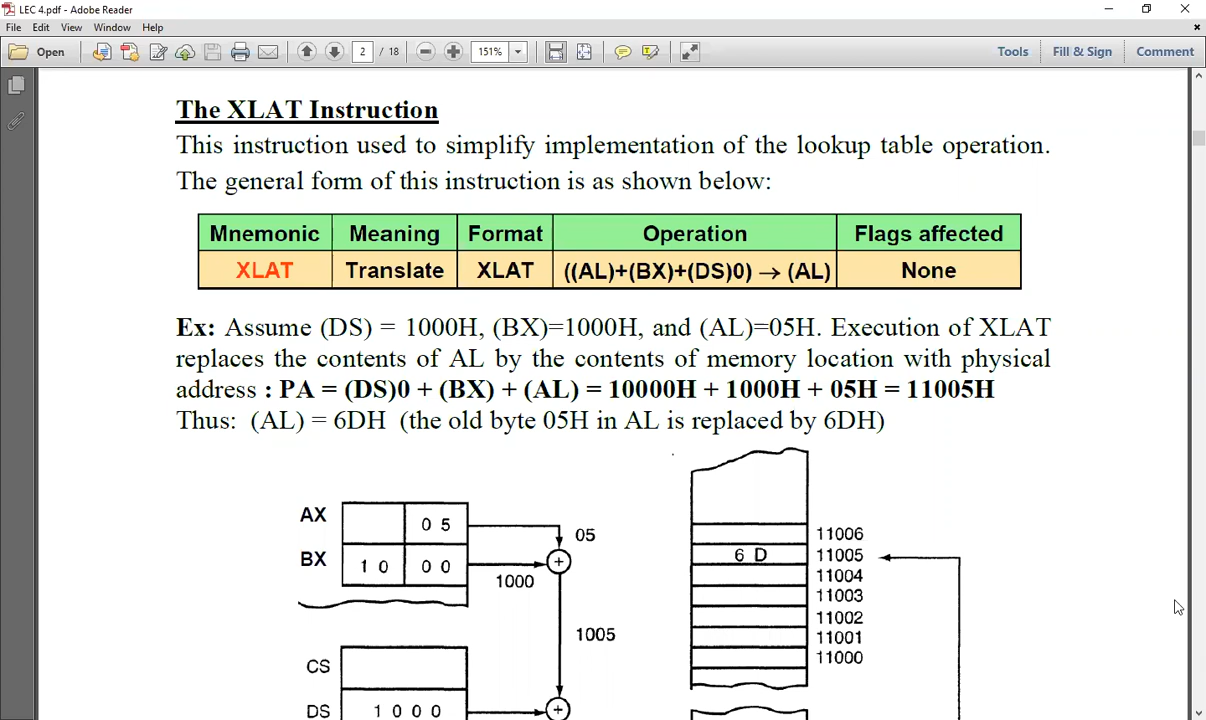 LEC 4.pdf - Adobe Reader
File Edit View Window Help
Open 2 / 18 151% Tools Fill & Sign Comment
The XLAT Instruction
This instruction used to simplify implementation of the lookup table operation.
The general form of this instruction is as shown below:
Mnemonic Meaning Format Operation Flags affected
XLAT Translate XLAT ((AL)+(BX)+(DS)0) → (AL) None
Ex: Assume (DS) = 1000H, (BX)=1000H, and (AL)=05H. Execution of XLAT
replaces the contents of AL by the contents of memory location with physical
address : PA = (DS)0 + (BX) + (AL) = 10000H + 1000H + 05H = 11005H
Thus: (AL) = 6DH (the old byte 05H in AL is replaced by 6DH)
AX 0 5 05
BX 1 0 0 0 +
1000
1005
CS
DS 1 0 0 0 +
11006
6 D 11005
11004
11003
11002
11001
11000